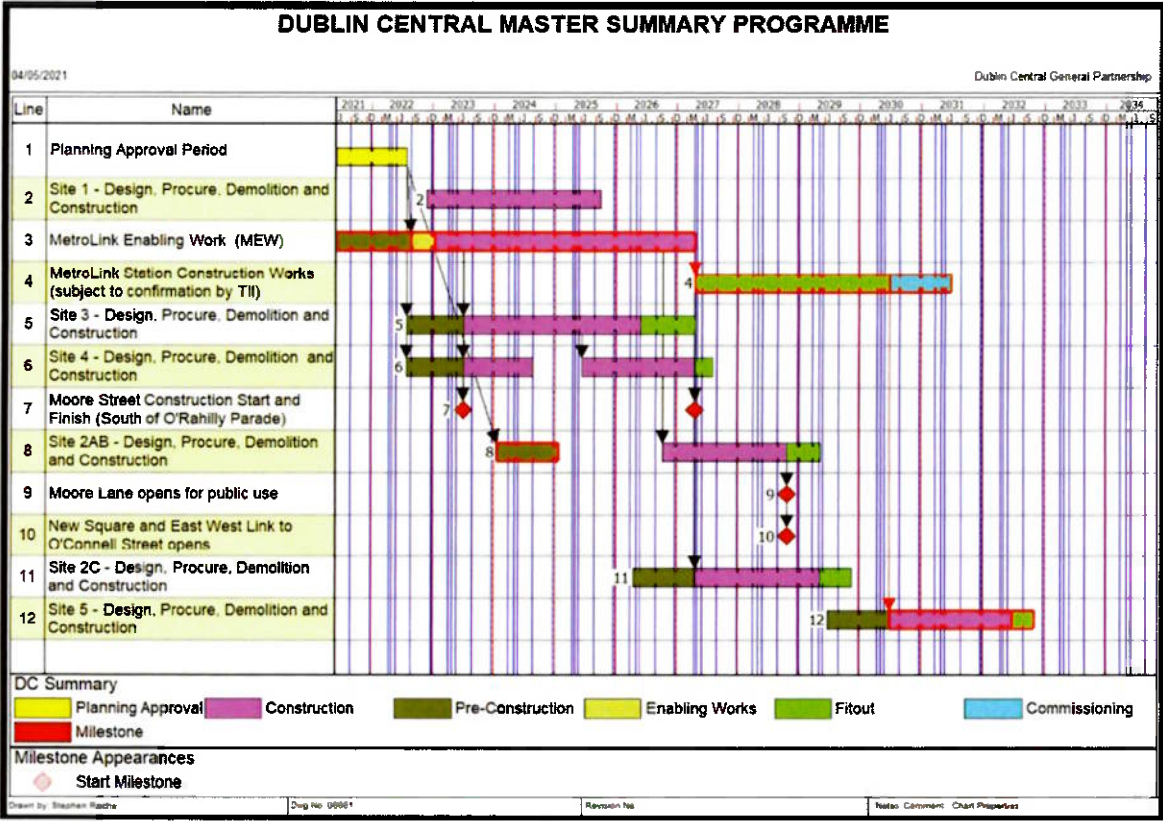 DUBLIN CENTRAL MASTER SUMMARY PROGRAMME
04/05/2021
Dublin Central General Partnership
Line Name 2021 2022 2023 2024 2025 2026 2027 2028 2029 2030 2031 2032 2033 2034
1 Planning Approval Period
2 Site 1 - Design, Procure, Demolition and
Construction
2
3 MetroLink Enabling Work (MEW)
4 MetroLink Station Construction Works
(subject to confirmation by TII)
4
5 Site 3 - Design, Procure, Demolition and
Construction
5
6 Site 4 - Design, Procure, Demolition and
Construction
6
7 Moore Street Construction Start and
Finish (South of O'Rahilly Parade)
7
8 Site 2AB - Design, Procure, Demolition
and Construction
8
9 Moore Lane opens for public use
9
10 New Square and East West Link to
O'Connell Street opens
10
11 Site 2C - Design, Procure, Demolition
and Construction
11
12 Site 5 - Design, Procure, Demolition and
Construction
12
DC Summary
Planning Approval Construction Pre-Construction Enabling Works Fitout Commissioning
Milestone
Milestone Appearances
Start Milestone
Drawn by: Stephen Dwg No Revision No Notes Comment Chart Properties